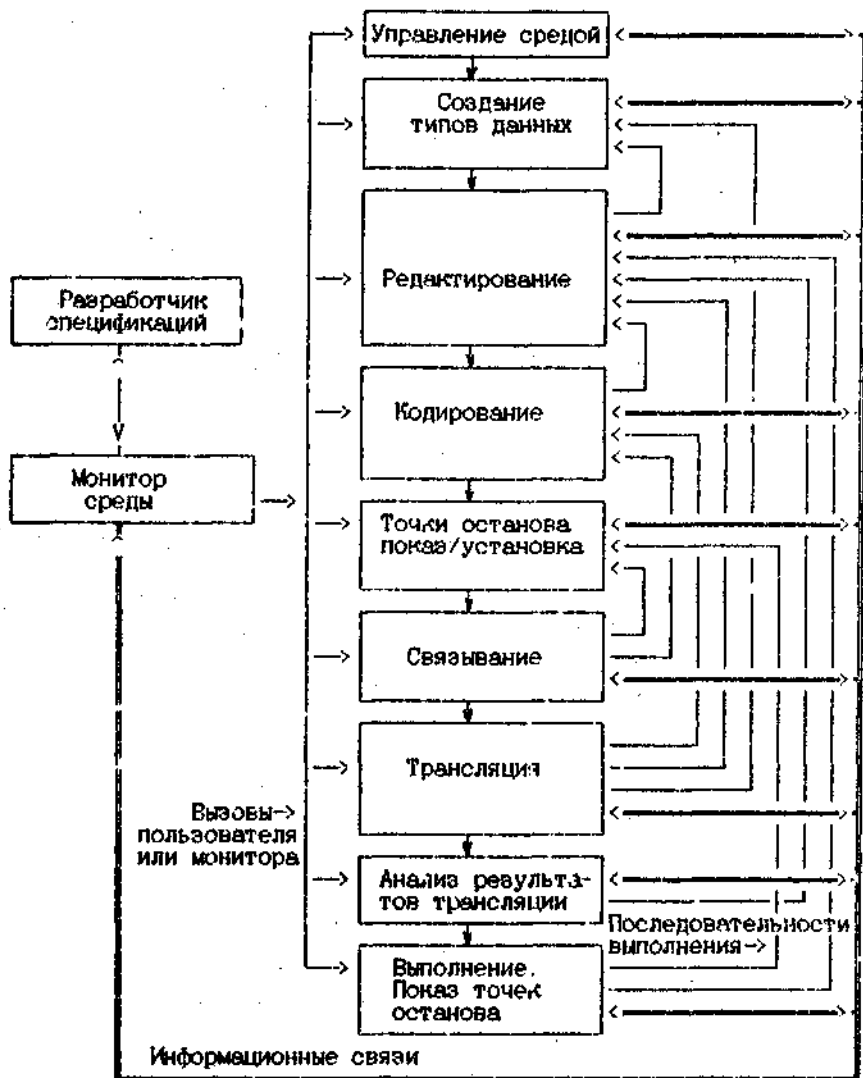 Управление средой
Создание
типов данных
Редактирование
Разработчик
спецификаций
Кодирование
Монитор
среды
Точки останова
показ/установка
Связывание
Трансляция
Вызовы
пользователя
или монитора
Анализ результа-
тов трансляции
Последовательности
выполнения
Выполнение.
Показ точек
останова
Информационные связи